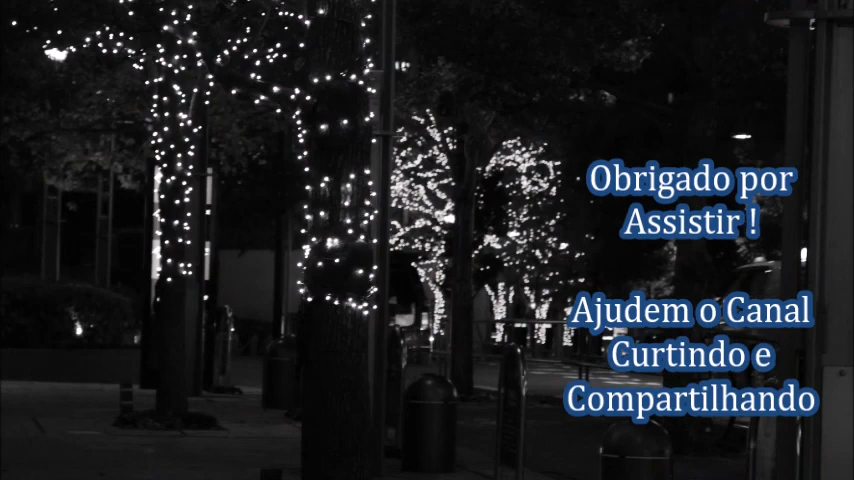 Obrigado por
Assistir !
Ajudem o Canal
Curtindo e
Compartilhando